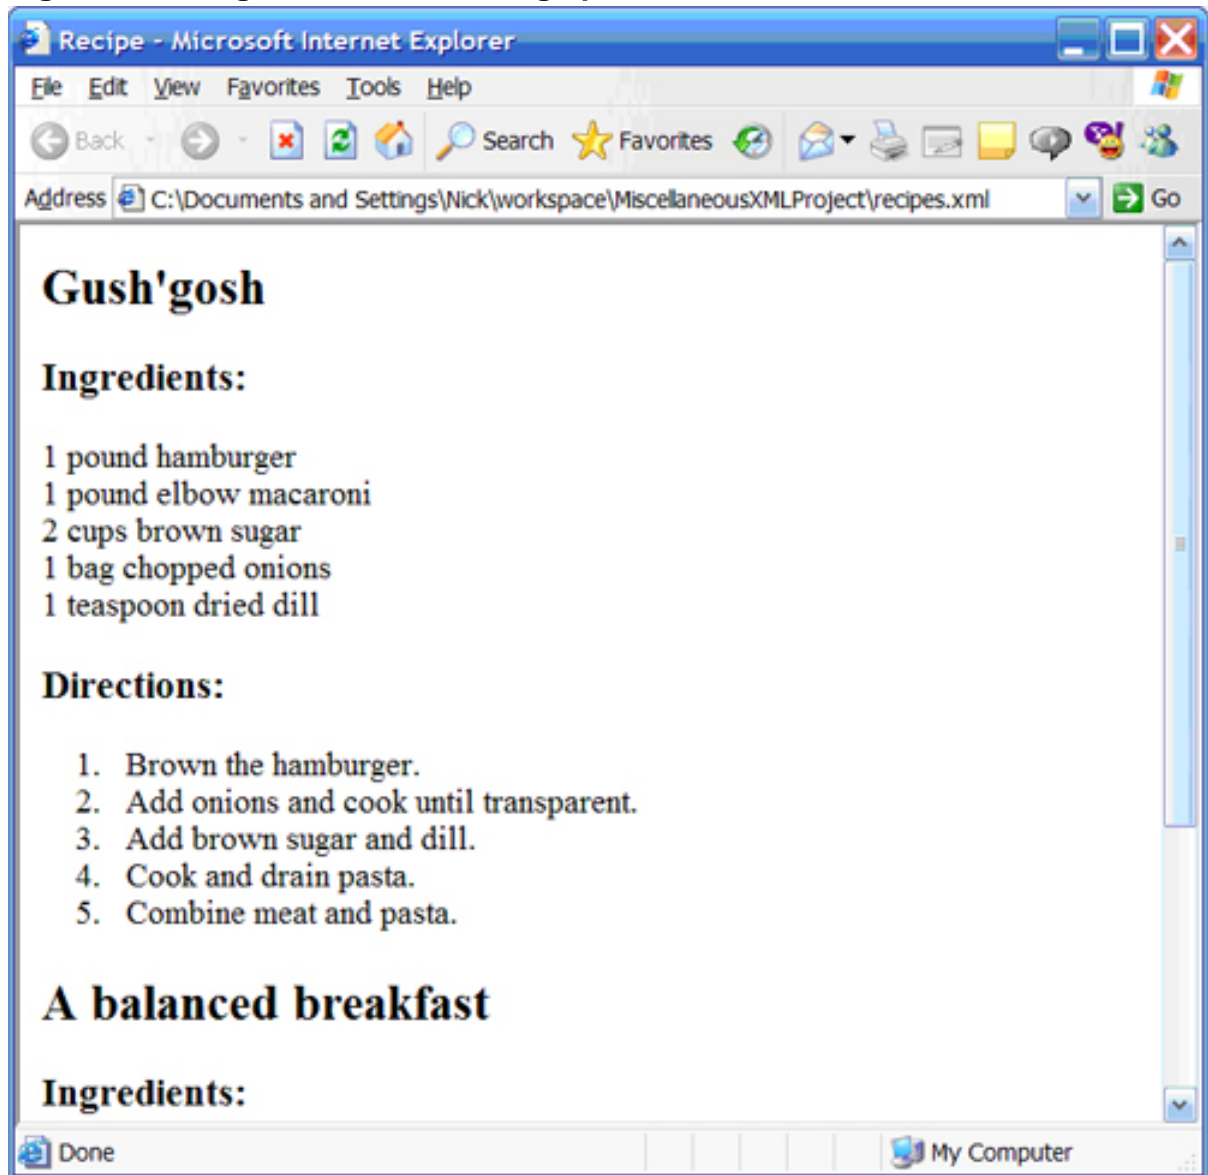 Recipe - Microsoft Internet Explorer
File Edit View Favorites Tools Help
Back Search Favorites
Address C:\Documents and Settings\Nick\workspace\MiscellaneousXMLProject\recipes.xml Go
Gush'gosh
Ingredients:
1 pound hamburger
1 pound elbow macaroni
2 cups brown sugar
1 bag chopped onions
1 teaspoon dried dill
Directions:
1. Brown the hamburger.
2. Add onions and cook until transparent.
3. Add brown sugar and dill.
4. Cook and drain pasta.
5. Combine meat and pasta.
A balanced breakfast
Ingredients:
Done My Computer